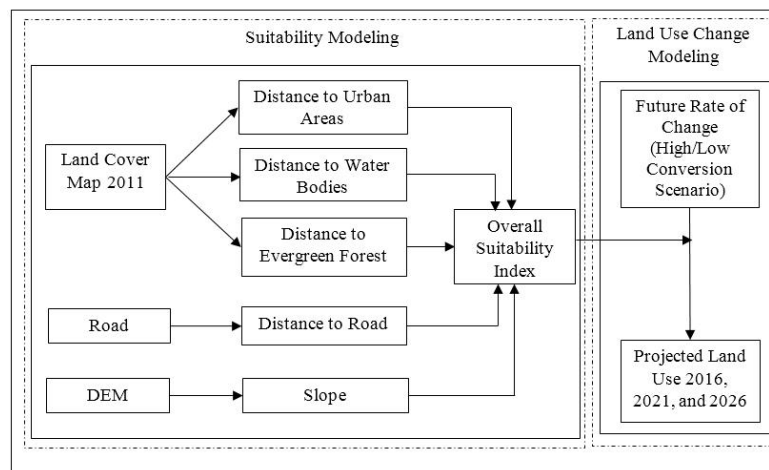 Suitability Modeling
Land Use Change
Modeling
Land Cover
Map 2011
Distance to Urban
Areas
Distance to Water
Bodies
Distance to
Evergreen Forest
Road
Distance to Road
DEM
Slope
Overall
Suitability
Index
Future Rate of
Change
(High/Low
Conversion
Scenario)
Projected Land
Use 2016,
2021, and 2026